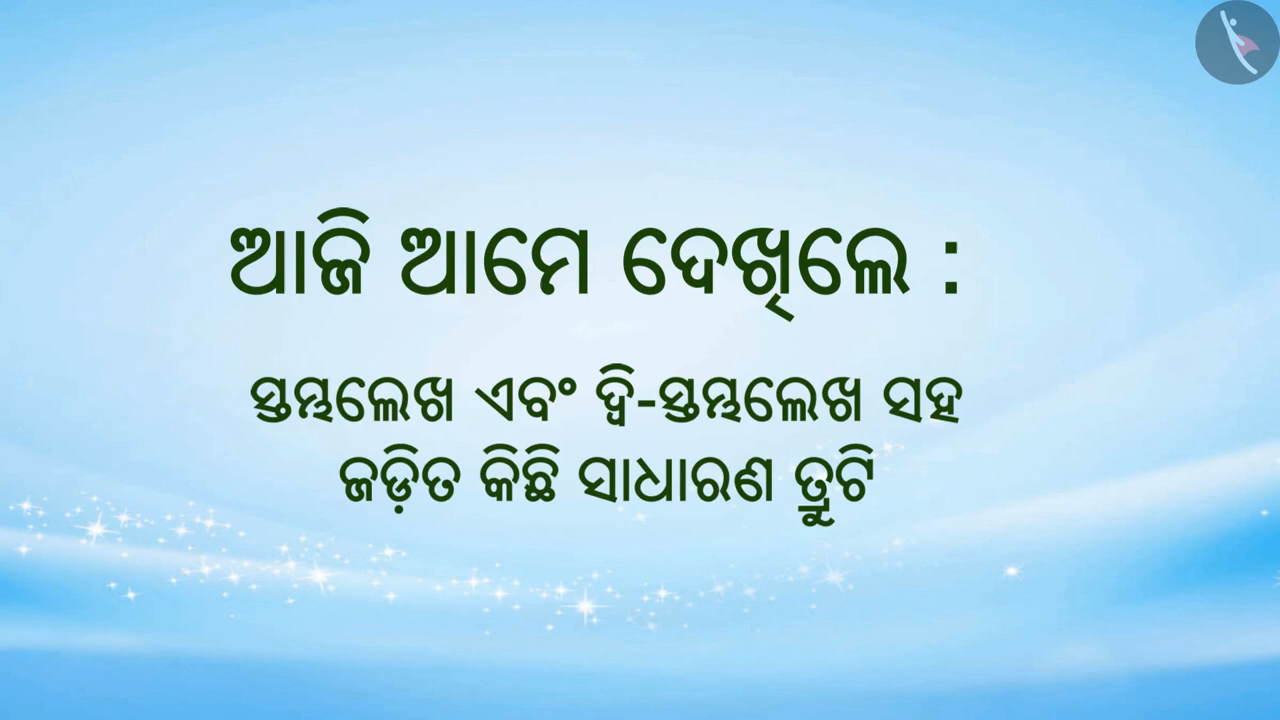 ଆଜି ଆମେ ଦେଖିଲେ :
ସ୍ତମ୍ଭଲେଖ ଏବଂ ଦ୍ୱି-ସ୍ତମ୍ଭଲେଖ ସହ
ଜଡ଼ିତ କିଛି ସାଧାରଣ ତ୍ରୁଟି